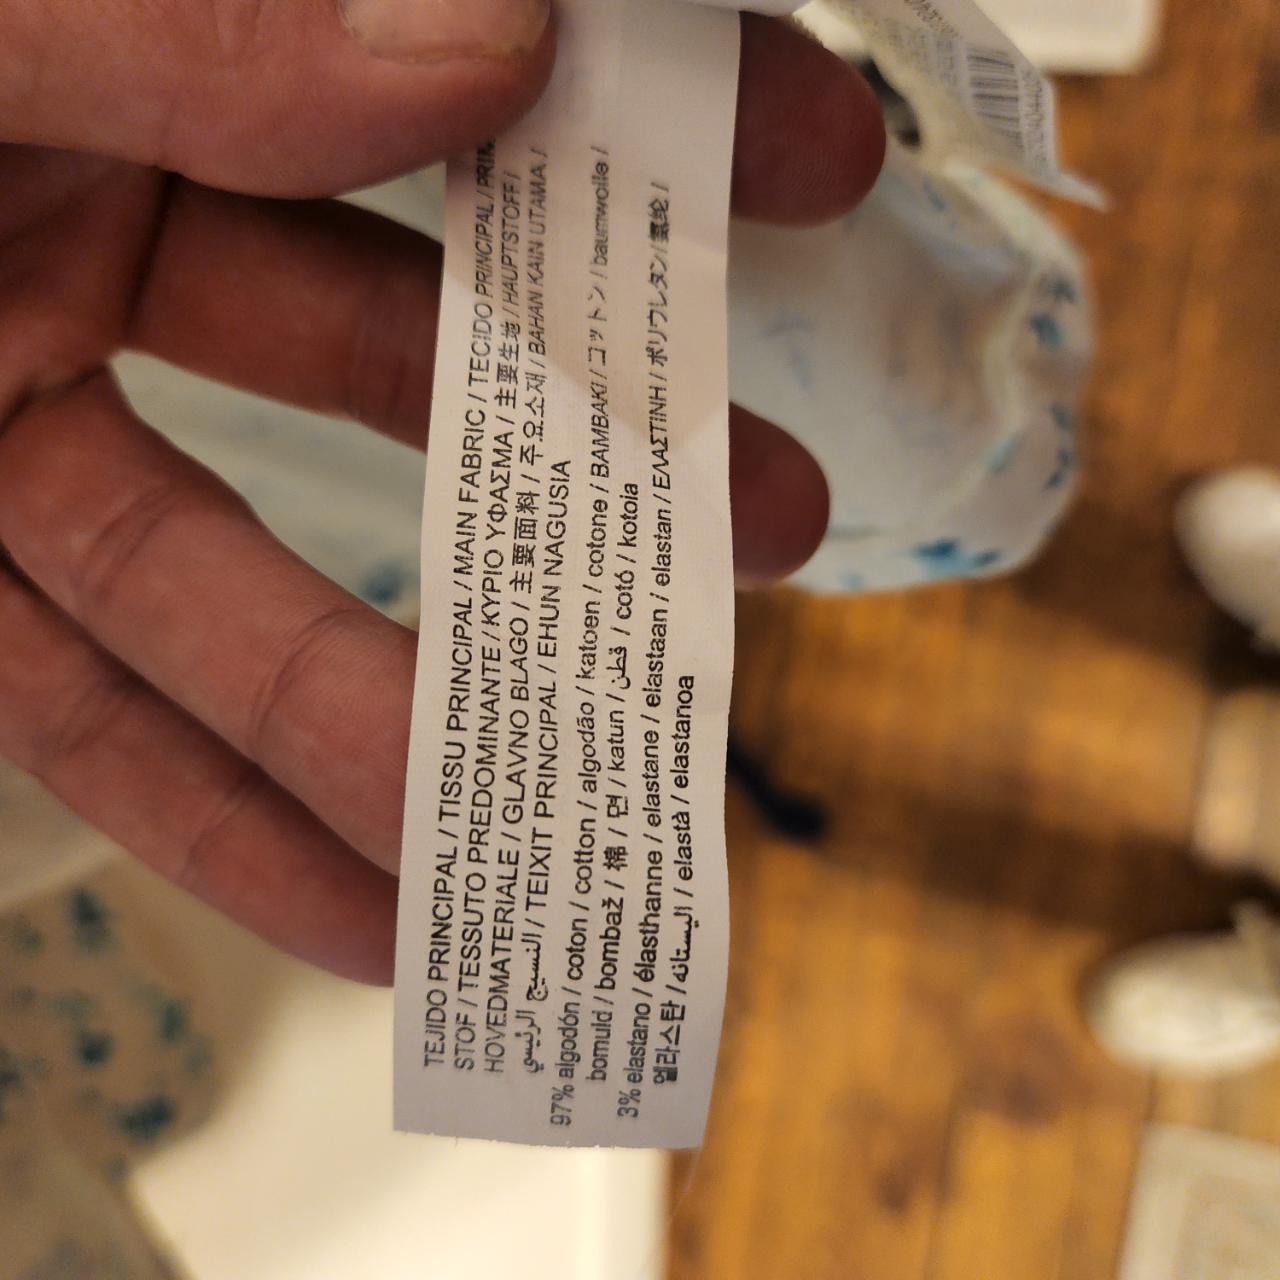 TEJIDO PRINCIPAL / TISSU PRINCIPAL / MAIN FABRIC / TECIDO PRINCIPAL /
STOF / TESSUTO PREDOMINANTE / ΚΥΡΙΟ ΥΦΑΣΜΑ / 主要生地 / HAUPTSTOFF /
HOVEDMATERIALE / GLAVNO BLAGO / 主要面料 / 주요소재 / BAHAN KAIN UTAMA /
النسيج الرئيسي / TEIXIT PRINCIPAL / EHUN NAGUSIA
97% algodón / coton / cotton / algodão / katoen / cotone / ΒΑΜΒΑΚΙ / コットン / baumwolle /
bomuld / bombaž / 棉 / 면 / katun / قطن / cotó / kotoia
3% elastano / élasthanne / elastane / elastaan / elastan / ΕΛΑΣΤΙΝΗ / ポリウレタン / 氨纶 /
엘라스탄 / اليستانه / elastà / elastanoa